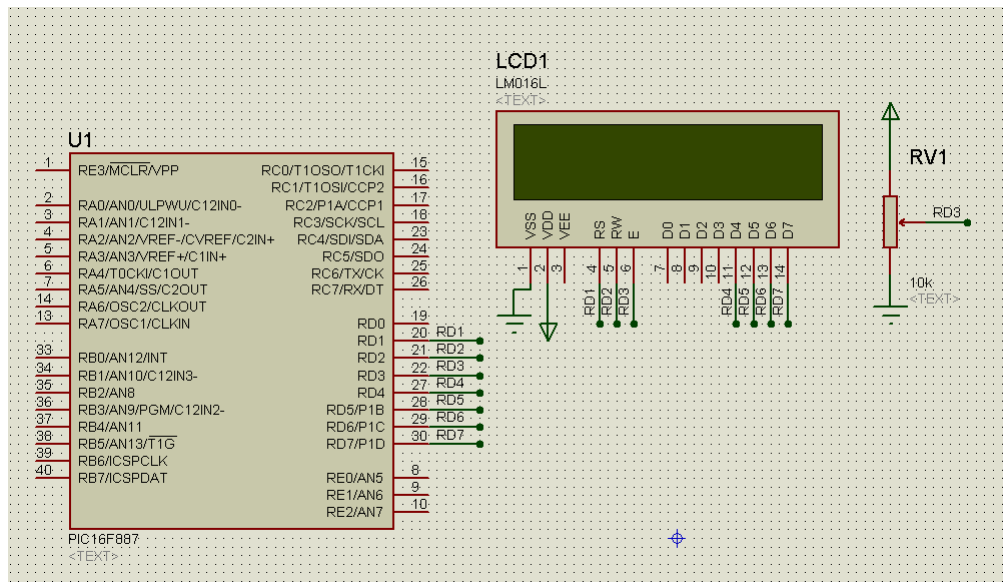 LCD1
LM016L
<TEXT>
VSS
VDD
VEE
RS
RW
E
D0
D1
D2
D3
D4
D5
D6
D7
1
2
3
4
5
6
7
8
9
10
11
12
13
14
RD1
RD2
RD3
RD4
RD5
RD6
RD7
RV1
RD3
10k
<TEXT>
U1
1 RE3/MCLR/VPP RC0/T1OSO/T1CKI 15
RC1/T1OSI/CCP2 16
2 RA0/AN0/ULPWU/C12IN0- RC2/P1A/CCP1 17
3 RA1/AN1/C12IN1- RC3/SCK/SCL 18
4 RA2/AN2/VREF-/CVREF/C2IN+ RC4/SDI/SDA 23
5 RA3/AN3/VREF+/C1IN+ RC5/SDO 24
6 RA4/T0CKI/C1OUT RC6/TX/CK 25
7 RA5/AN4/SS/C2OUT RC7/RX/DT 26
14 RA6/OSC2/CLKOUT
13 RA7/OSC1/CLKIN RD0 19
RD1 20 RD1
33 RB0/AN12/INT RD2 21 RD2
34 RB1/AN10/C12IN3- RD3 22 RD3
35 RB2/AN8 RD4 27 RD4
36 RB3/AN9/PGM/C12IN2- RD5/P1B 28 RD5
37 RB4/AN11 RD6/P1C 29 RD6
38 RB5/AN13/T1G RD7/P1D 30 RD7
39 RB6/ICSPCLK
40 RB7/ICSPDAT RE0/AN5 8
RE1/AN6 9
RE2/AN7 10
PIC16F887
<TEXT>